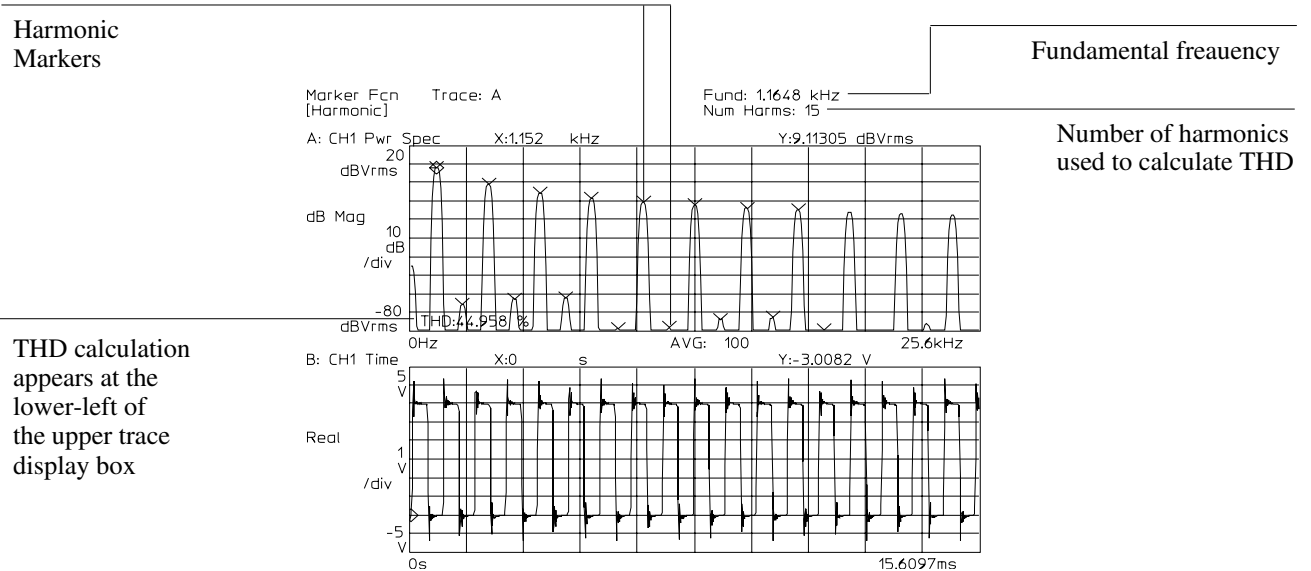 Harmonic
Markers
Fundamental freauency
Marker Fcn Trace: A
[Harmonic]
Fund: 1.1648 kHz
Num Harms: 15
Number of harmonics
used to calculate THD
A: CH1 Pwr Spec X:1.152 kHz Y:9.11305 dBVrms
20
dBVrms
dB Mag
10
dB
/div
-80
dBVrms
THD:44.958 %
0Hz AVG: 100 25.6kHz
THD calculation
appears at the
lower-left of
the upper trace
display box
B: CH1 Time X:0 s Y:-3.0082 V
5
V
Real
1
V
/div
-5
V
0s 15.6097ms